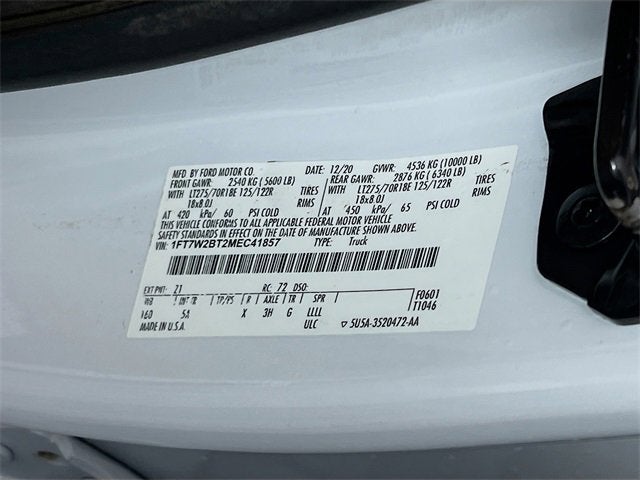 MFD. BY FORD MOTOR CO. DATE: 12/20 GVWR: 4536 KG (10000 LB)
FRONT GAWR: 2540 KG (5600 LB) REAR GAWR: 2876 KG (6340 LB)
WITH LT275/70R18E 125/122R TIRES WITH LT275/70R18E 125/122R TIRES
18x8.0J RIMS 18x8.0J RIMS
AT 420 kPa/ 60 PSI COLD AT 450 kPa/ 65 PSI COLD
THIS VEHICLE CONFORMS TO ALL APPLICABLE FEDERAL MOTOR VEHICLE
SAFETY STANDARDS IN EFFECT ON THE DATE OF MANUFACTURE SHOWN ABOVE.
VIN: 1FT7W2BT2MEC41857 TYPE: Truck
EXT PNT: Z1 RC: 72 DSO:
WB INT TR TP/PS R AXLE TR SPR F0601
160 SA X 3H G LLLL T1046
MADE IN U.S.A. ULC 5U5A-3520472-AA